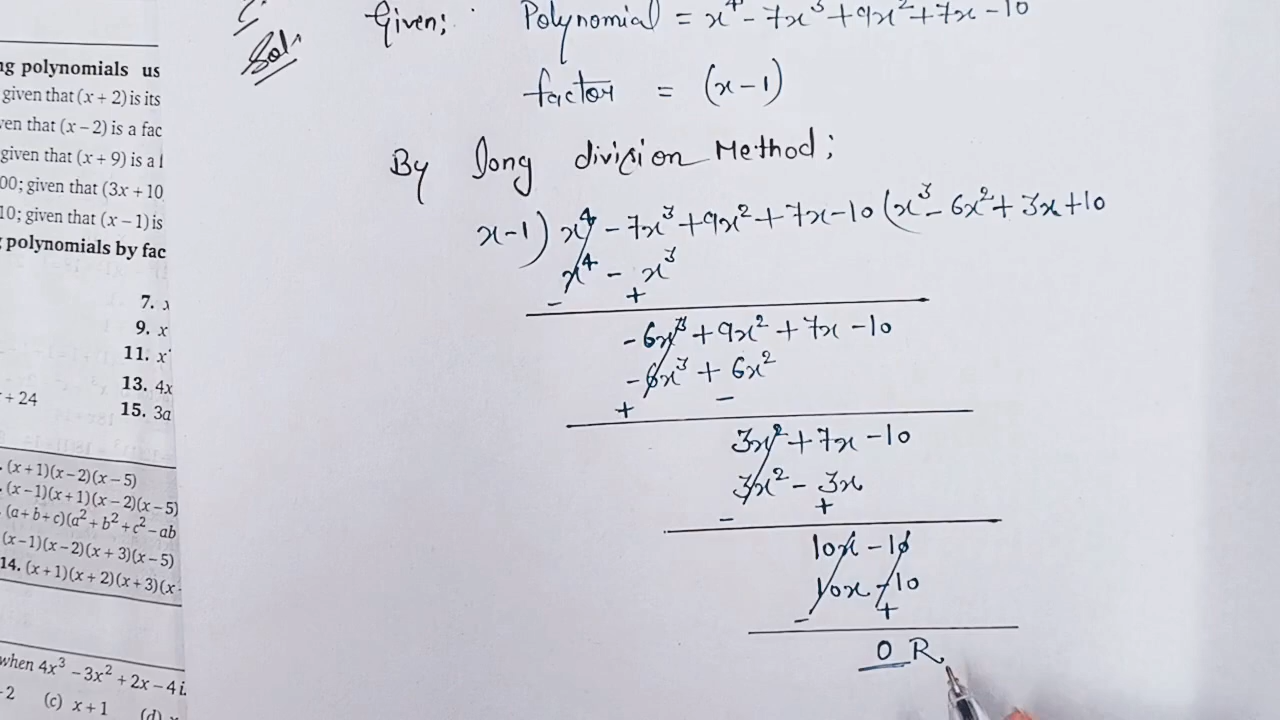 ng polynomials us
given that (x + 2) is its
ven that (x – 2) is a fac
given that (x + 9) is a f
00; given that (3x + 10
10; given that (x – 1) is
polynomials by fac
7. x
9. x
11. x
13. 4x
+ 24
15. 3a
(x+1)(x–2)(x–5)
(x–1)(x+1)(x–2)(x–5)
(a+b+c)(a²+b²+c²–ab
(x–1)(x–2)(x+3)(x–5)
14. (x+1)(x+2)(x+3)(x
when 4x³ – 3x² + 2x – 4 i
–2 (c) x+1 (d)
Sol.
Given; Polynomial = x⁴ - 7x³ + 9x² + 7x - 10
factor = (x-1)
By long division Method;
x-1) x⁴ - 7x³ + 9x² + 7x - 10 (x³ - 6x² + 3x + 10
x⁴ - x³
- +
-6x³ + 9x² + 7x - 10
-6x³ + 6x²
+ -
3x² + 7x - 10
3x² - 3x
- +
10x - 10
10x - 10
- +
0 R